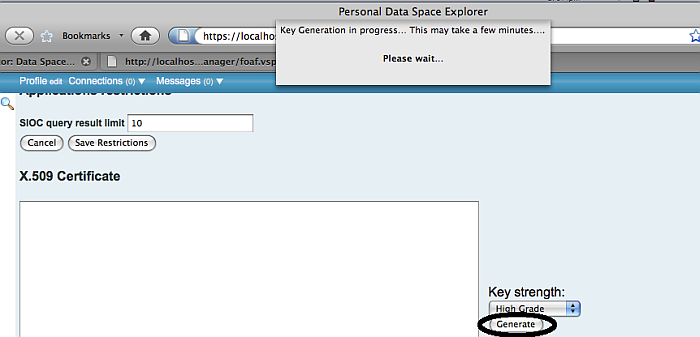 Personal Data Space Explorer
Key Generation in progress... This may take a few minutes....
Please wait...
Bookmarks
https://localho
tor: Data Space...
http://localhos...anager/foaf.vsp
Profile edit Connections (0) Messages (0)
Applications restrictions
SIOC query result limit 10
Cancel Save Restrictions
X.509 Certificate
Key strength:
High Grade
Generate